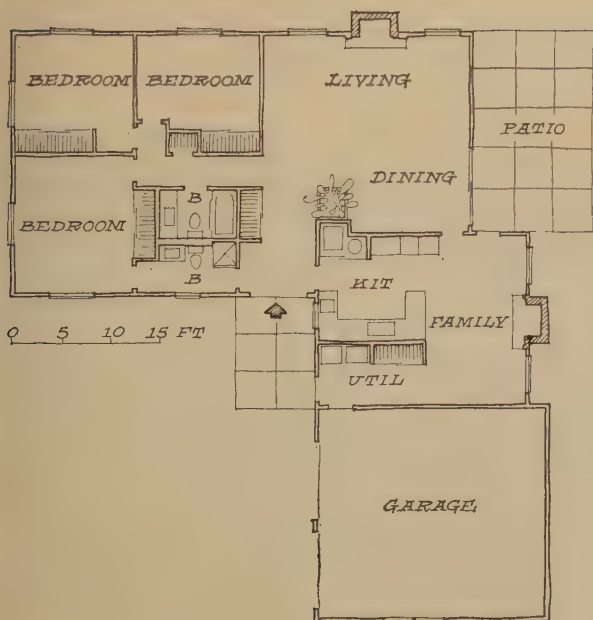 BEDROOM
BEDROOM
LIVING
PATIO
DINING
B
BEDROOM
B
KIT
FAMILY
0 5 10 15 FT
UTIL
GARAGE